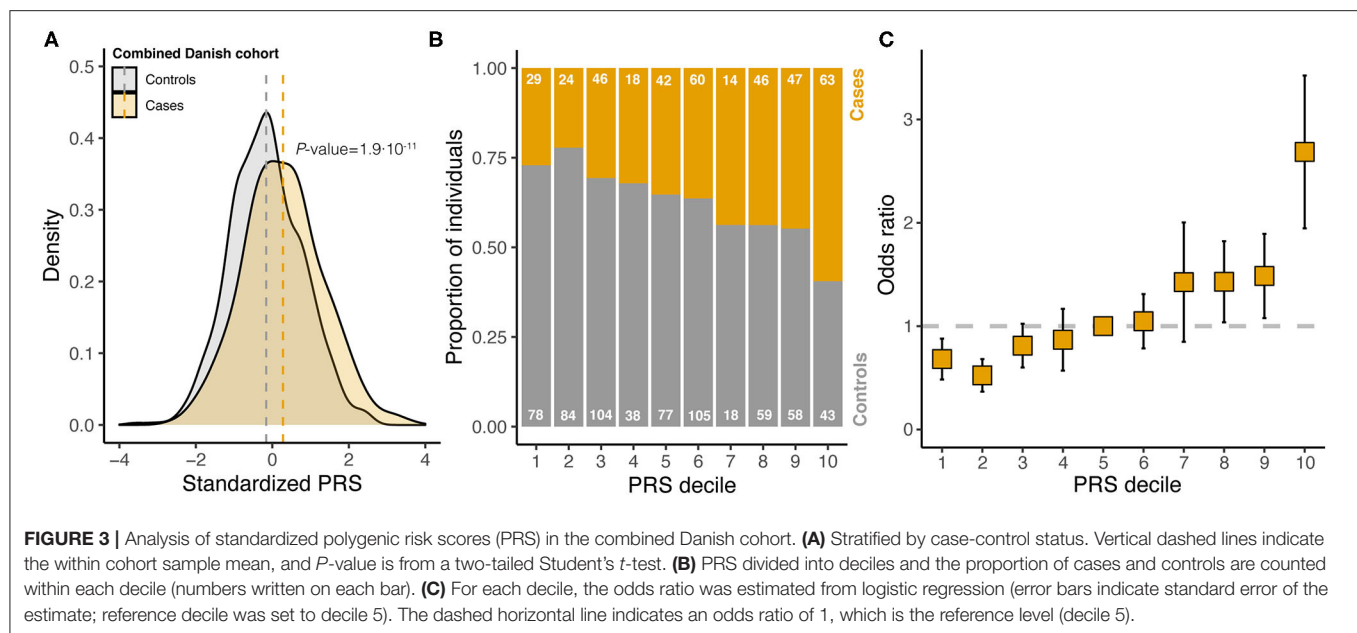 A
Combined Danish cohort
Controls
Cases
P-value=1.9·10⁻¹¹
Density
0.5
0.4
0.3
0.2
0.1
0.0
−4 −2 0 2 4
Standardized PRS
B
Proportion of individuals
1.00
0.75
0.50
0.25
0.00
29 24 46 18 42 60 14 46 47 63
Cases
78 84 104 38 77 105 18 59 58 43
Controls
1 2 3 4 5 6 7 8 9 10
PRS decile
C
Odds ratio
3
2
1
0
1 2 3 4 5 6 7 8 9 10
PRS decile
FIGURE 3 | Analysis of standardized polygenic risk scores (PRS) in the combined Danish cohort. (A) Stratified by case-control status. Vertical dashed lines indicate
the within cohort sample mean, and P-value is from a two-tailed Student's t-test. (B) PRS divided into deciles and the proportion of cases and controls are counted
within each decile (numbers written on each bar). (C) For each decile, the odds ratio was estimated from logistic regression (error bars indicate standard error of the
estimate; reference decile was set to decile 5). The dashed horizontal line indicates an odds ratio of 1, which is the reference level (decile 5).